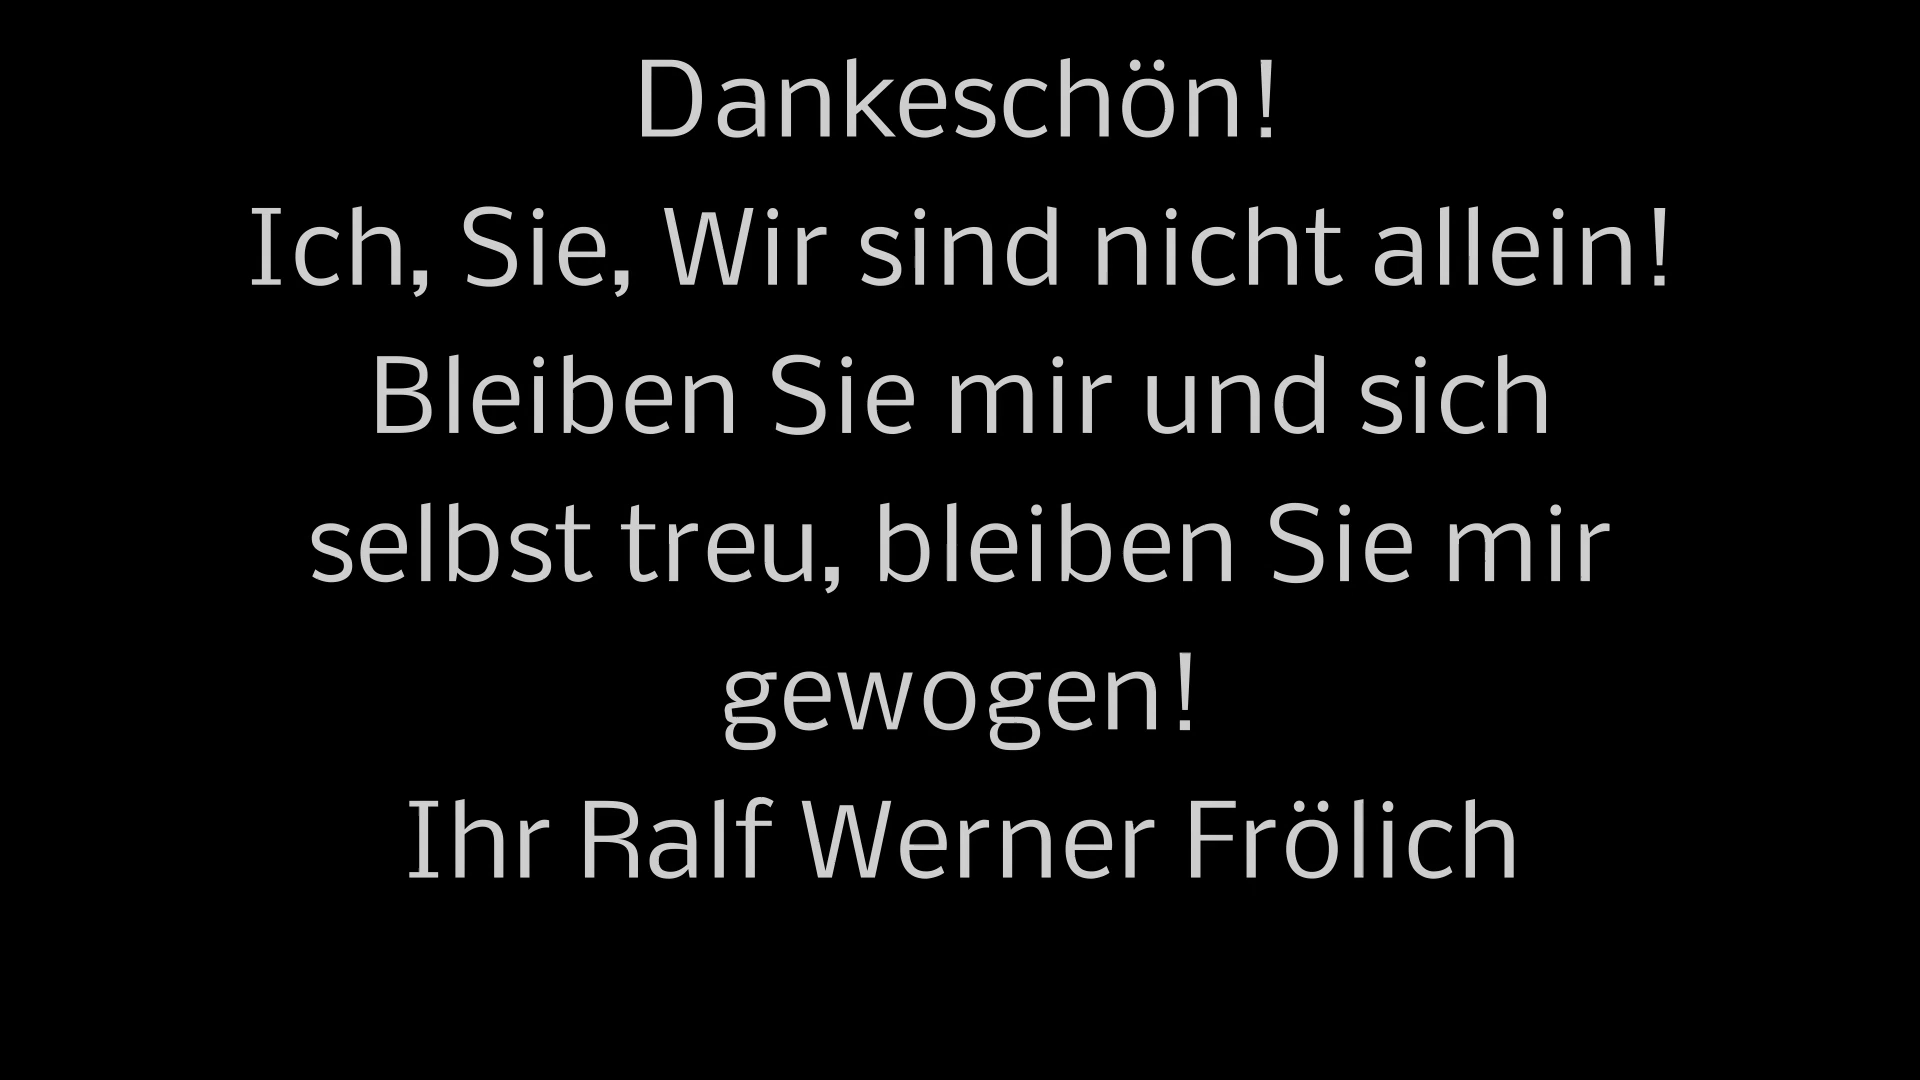 Dankeschön!
Ich, Sie, Wir sind nicht allein!
Bleiben Sie mir und sich
selbst treu, bleiben Sie mir
gewogen!
Ihr Ralf Werner Frölich